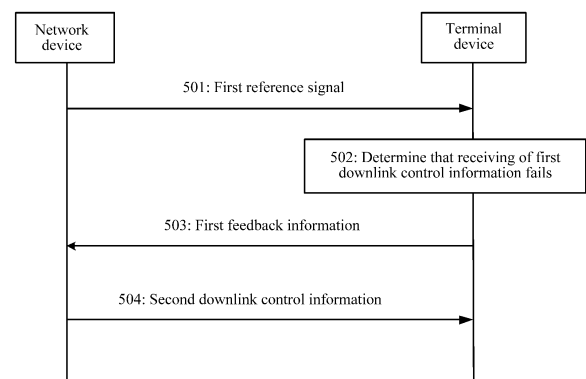 Network
device
Terminal
device
501: First reference signal
502: Determine that receiving of first
downlink control information fails
503: First feedback information
504: Second downlink control information